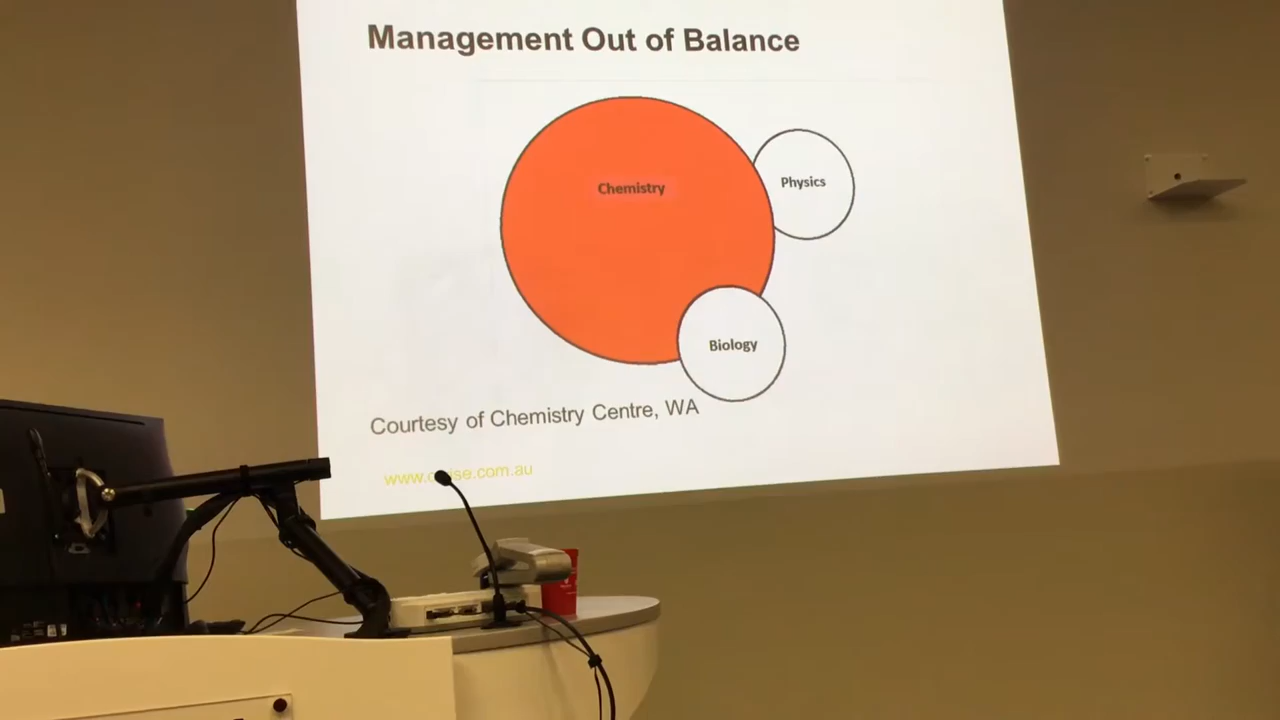 Management Out of Balance
Chemistry
Physics
Biology
Courtesy of Chemistry Centre, WA